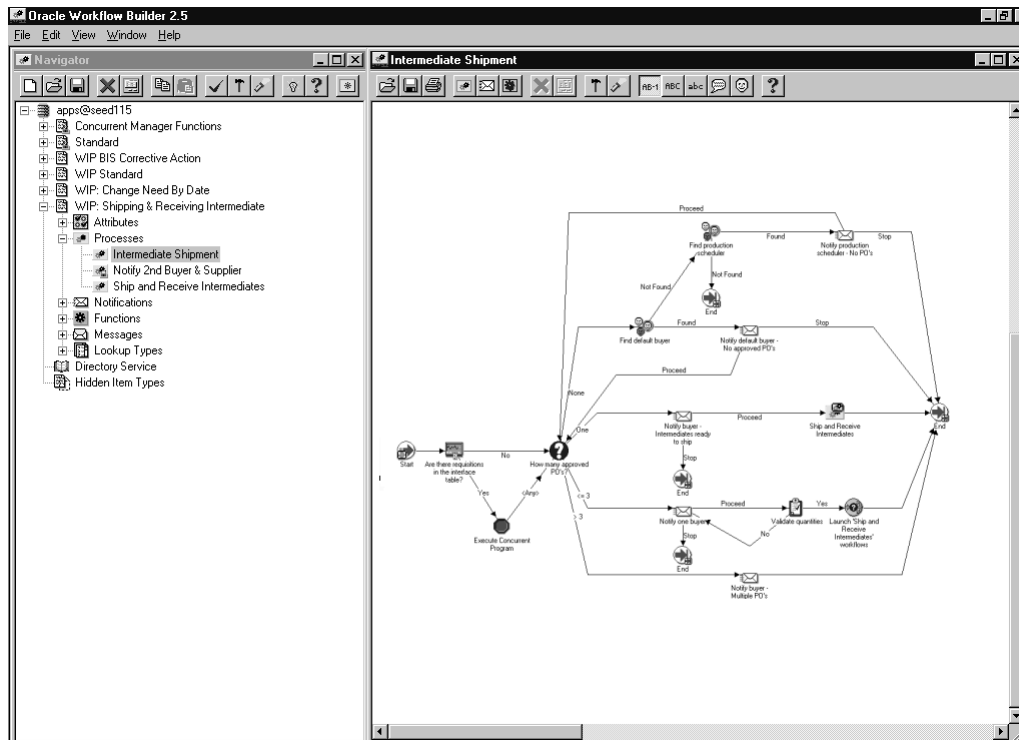 Oracle Workflow Builder 2.5
File Edit View Window Help
Navigator
apps@seed115
Concurrent Manager Functions
Standard
WIP BIS Corrective Action
WIP Standard
WIP: Change Need By Date
WIP: Shipping & Receiving Intermediate
Attributes
Processes
Intermediate Shipment
Notify 2nd Buyer & Supplier
Ship and Receive Intermediates
Notifications
Functions
Messages
Lookup Types
Directory Service
Hidden Item Types
Intermediate Shipment
AB-1 ABC abc
Proceed
Find production
scheduler
Found
Notify production
scheduler - No PO's
Stop
Not Found
Not Found
End
Find default buyer
Found
Notify default buyer -
No approved PO's
Stop
Proceed
None
One
Notify buyer -
Intermediates ready
to ship
Proceed
Ship and Receive
Intermediates
End
Start
Are there requisitions
in the interface
table?
No
How many approved
PO's?
Stop
End
Yes
<Any>
Execute Concurrent
Program
<= 3
> 3
Notify one buyer
Proceed
Validate quantities
Yes
Launch 'Ship and
Receive
Intermediates'
workflows
No
Stop
End
Notify buyer -
Multiple PO's